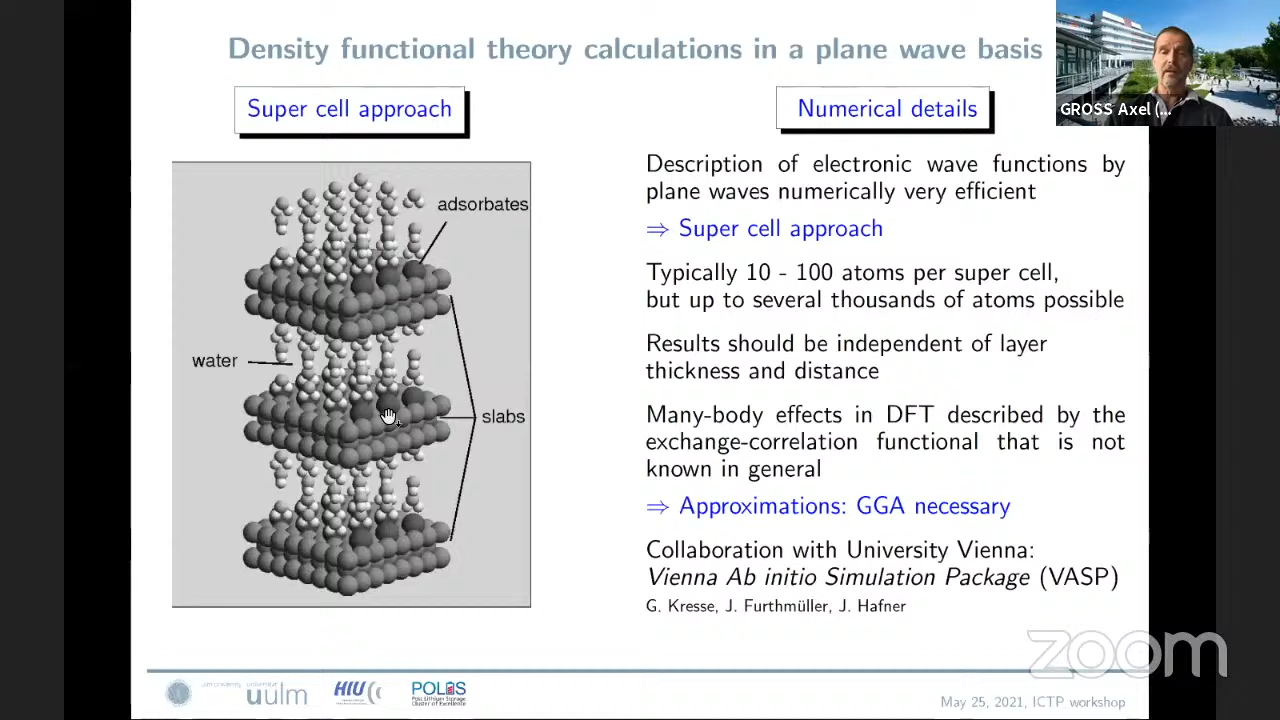 Density functional theory calculations in a plane wave basis
GROSS Axel (...
Super cell approach
Numerical details
adsorbates
water
slabs
Description of electronic wave functions by
plane waves numerically very efficient
⇒ Super cell approach
Typically 10 - 100 atoms per super cell,
but up to several thousands of atoms possible
Results should be independent of layer
thickness and distance
Many-body effects in DFT described by the
exchange-correlation functional that is not
known in general
⇒ Approximations: GGA necessary
Collaboration with University Vienna:
Vienna Ab initio Simulation Package (VASP)
G. Kresse, J. Furthmüller, J. Hafner
zoom
uulm
HIU
POLiS
Cluster of Excellence
May 25, 2021, ICTP workshop